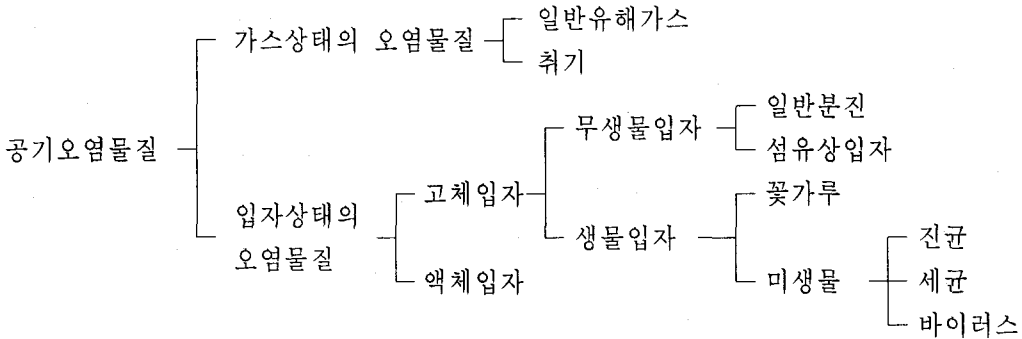 일반유해가스
가스상태의 오염물질
취기
일반분진
무생물입자
공기오염물질
섬유상입자
고체입자
꽃가루
입자상태의
오염물질
생물입자
진균
액체입자
미생물
세균
바이러스